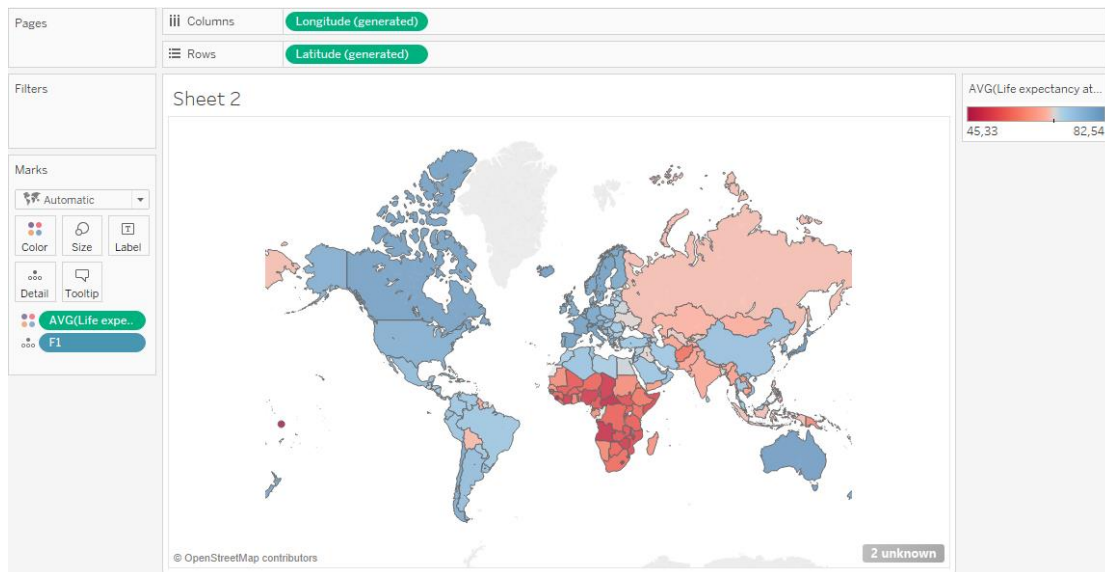 Pages
Columns
Longitude (generated)
Rows
Latitude (generated)
Filters
Sheet 2
AVG(Life expectancy at...
45,33
82,54
Marks
Automatic
Color
Size
Label
Detail
Tooltip
AVG(Life expe..
F1
© OpenStreetMap contributors
2 unknown